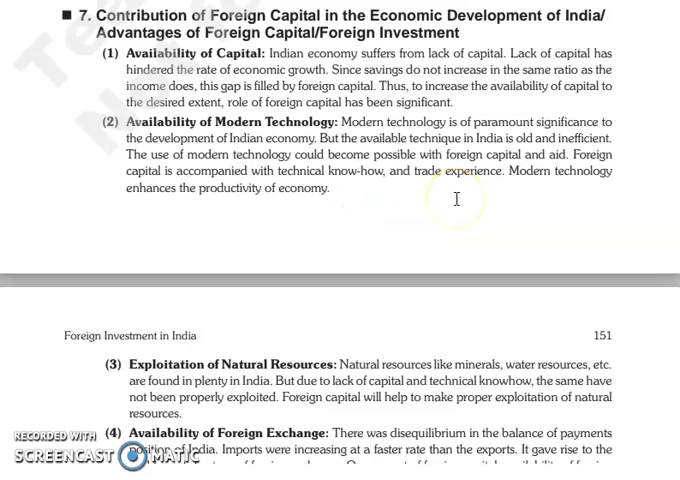 7. Contribution of Foreign Capital in the Economic Development of India/
Advantages of Foreign Capital/Foreign Investment
(1) Availability of Capital: Indian economy suffers from lack of capital. Lack of capital has
hindered the rate of economic growth. Since savings do not increase in the same ratio as the
income does, this gap is filled by foreign capital. Thus, to increase the availability of capital to
the desired extent, role of foreign capital has been significant.
(2) Availability of Modern Technology: Modern technology is of paramount significance to
the development of Indian economy. But the available technique in India is old and inefficient.
The use of modern technology could become possible with foreign capital and aid. Foreign
capital is accompanied with technical know-how, and trade experience. Modern technology
enhances the productivity of economy.
Foreign Investment in India 151
(3) Exploitation of Natural Resources: Natural resources like minerals, water resources, etc.
are found in plenty in India. But due to lack of capital and technical knowhow, the same have
not been properly exploited. Foreign capital will help to make proper exploitation of natural
resources.
(4) Availability of Foreign Exchange: There was disequilibrium in the balance of payments
position of India. Imports were increasing at a faster rate than the exports. It gave rise to the
RECORDED WITH
SCREENCAST MATIC